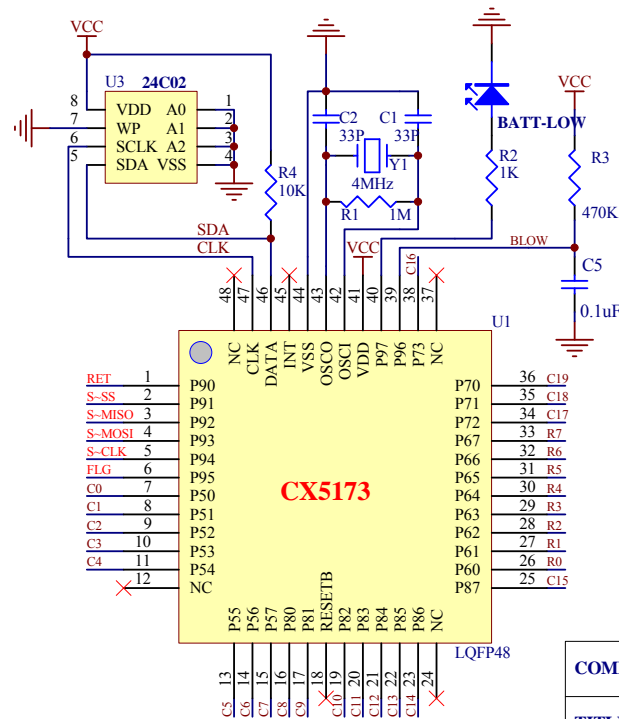 VCC
U3 24C02
8 VDD A0 1
7 WP A1 2
6 SCLK A2 3
5 SDA VSS 4
R4
10K
SDA
CLK
C2
33P
C1
33P
Y1
4MHz
R1 1M
VCC
BATT-LOW
R2
1K
VCC
R3
470K
BLOW
C16
C5
0.1uF
48 47 46 45 44 43 42 41 40 39 38 37
U1
NC CLK DATA INT VSS OSCO OSCI VDD P97 P96 P73 NC
RET 1 P90 P70 36 C19
S~SS 2 P91 P71 35 C18
S~MISO 3 P92 P72 34 C17
S~MOSI 4 P93 P67 33 R7
S~CLK 5 P94 P66 32 R6
FLG 6 P95 P65 31 R5
C0 7 P50 P64 30 R4
C1 8 P51 P63 29 R3
C2 9 P52 P62 28 R2
C3 10 P53 P61 27 R1
C4 11 P54 P60 26 R0
12 NC P87 25 C15
CX5173
P55 P56 P57 P80 P81 RESETB P82 P83 P84 P85 P86 NC
LQFP48
13 14 15 16 17 18 19 20 21 22 23 24
C5 C6 C7 C8 C9 C10 C11 C12 C13 C14